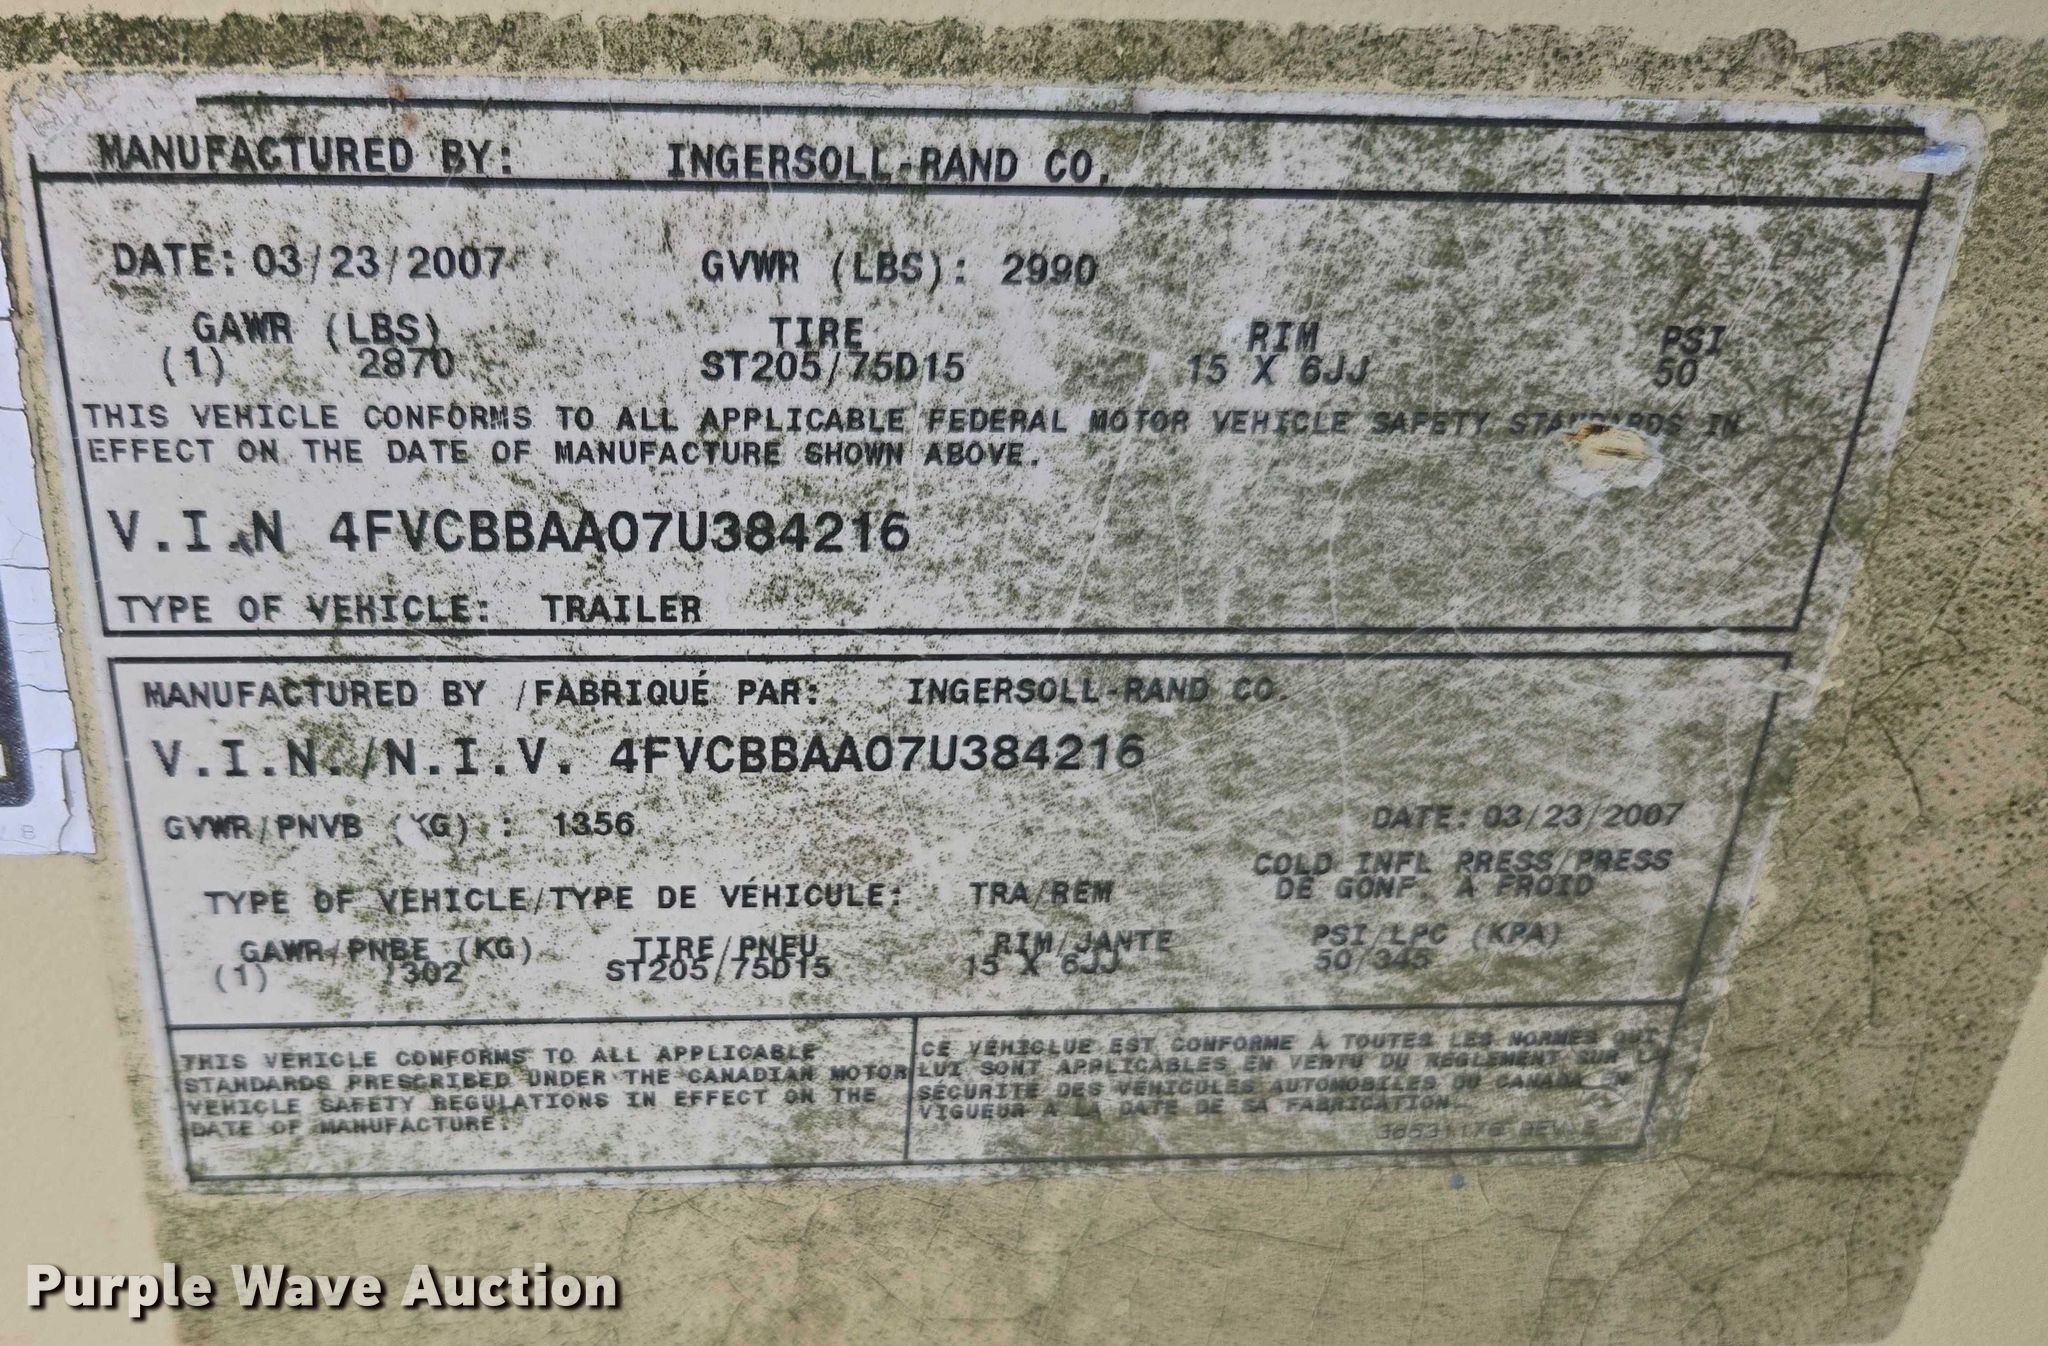 MANUFACTURED BY: INGERSOLL-RAND CO.
DATE: 03/23/2007 GVWR (LBS): 2990
GAWR (LBS) TIRE RIM PSI
(1) 2870 ST205/75D15 15 X 6JJ 50
THIS VEHICLE CONFORMS TO ALL APPLICABLE FEDERAL MOTOR VEHICLE SAFETY STANDARDS IN
EFFECT ON THE DATE OF MANUFACTURE SHOWN ABOVE.
V.I.N 4FVCBBAA07U384216
TYPE OF VEHICLE: TRAILER
MANUFACTURED BY /FABRIQUÉ PAR: INGERSOLL-RAND CO.
V.I.N./N.I.V. 4FVCBBAA07U384216
GVWR/PNVB (KG) : 1356 DATE: 03/23/2007
COLD INFL PRESS/PRESS
DE GONF. A FROID
TYPE OF VEHICLE/TYPE DE VÉHICULE: TRA/REM
GAWR/PNBE (KG) TIRE/PNEU RIM/JANTE PSI/LPC (KPA)
(1) 1302 ST205/75D15 15 X 6JJ 50/345
THIS VEHICLE CONFORMS TO ALL APPLICABLE
STANDARDS PRESCRIBED UNDER THE CANADIAN MOTOR
VEHICLE SAFETY REGULATIONS IN EFFECT ON THE
DATE OF MANUFACTURE.
CE VÉHICLUE EST CONFORME À TOUTES LES NORMES QUI
LUI SONT APPLICABLES EN VERTU DU RÈGLEMENT SUR LA
SÉCURITÉ DES VÉHICULES AUTOMOBILES DU CANADA EN
VIGUEUR A LA DATE DE SA FABRICATION.
REV
Purple Wave Auction